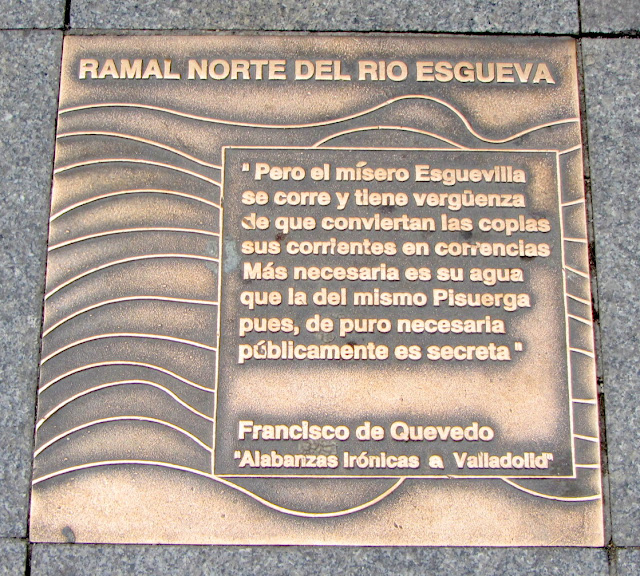 RAMAL NORTE DEL RIO ESGUEVA
" Pero el mísero Esguevilla
se corre y tiene vergüenza
de que conviertan las coplas
sus corrientes en correncias
Más necesaria es su agua
que la del mismo Pisuerga
pues, de puro necesaria
públicamente es secreta "
Francisco de Quevedo
"Alabanzas irónicas a Valladolid"